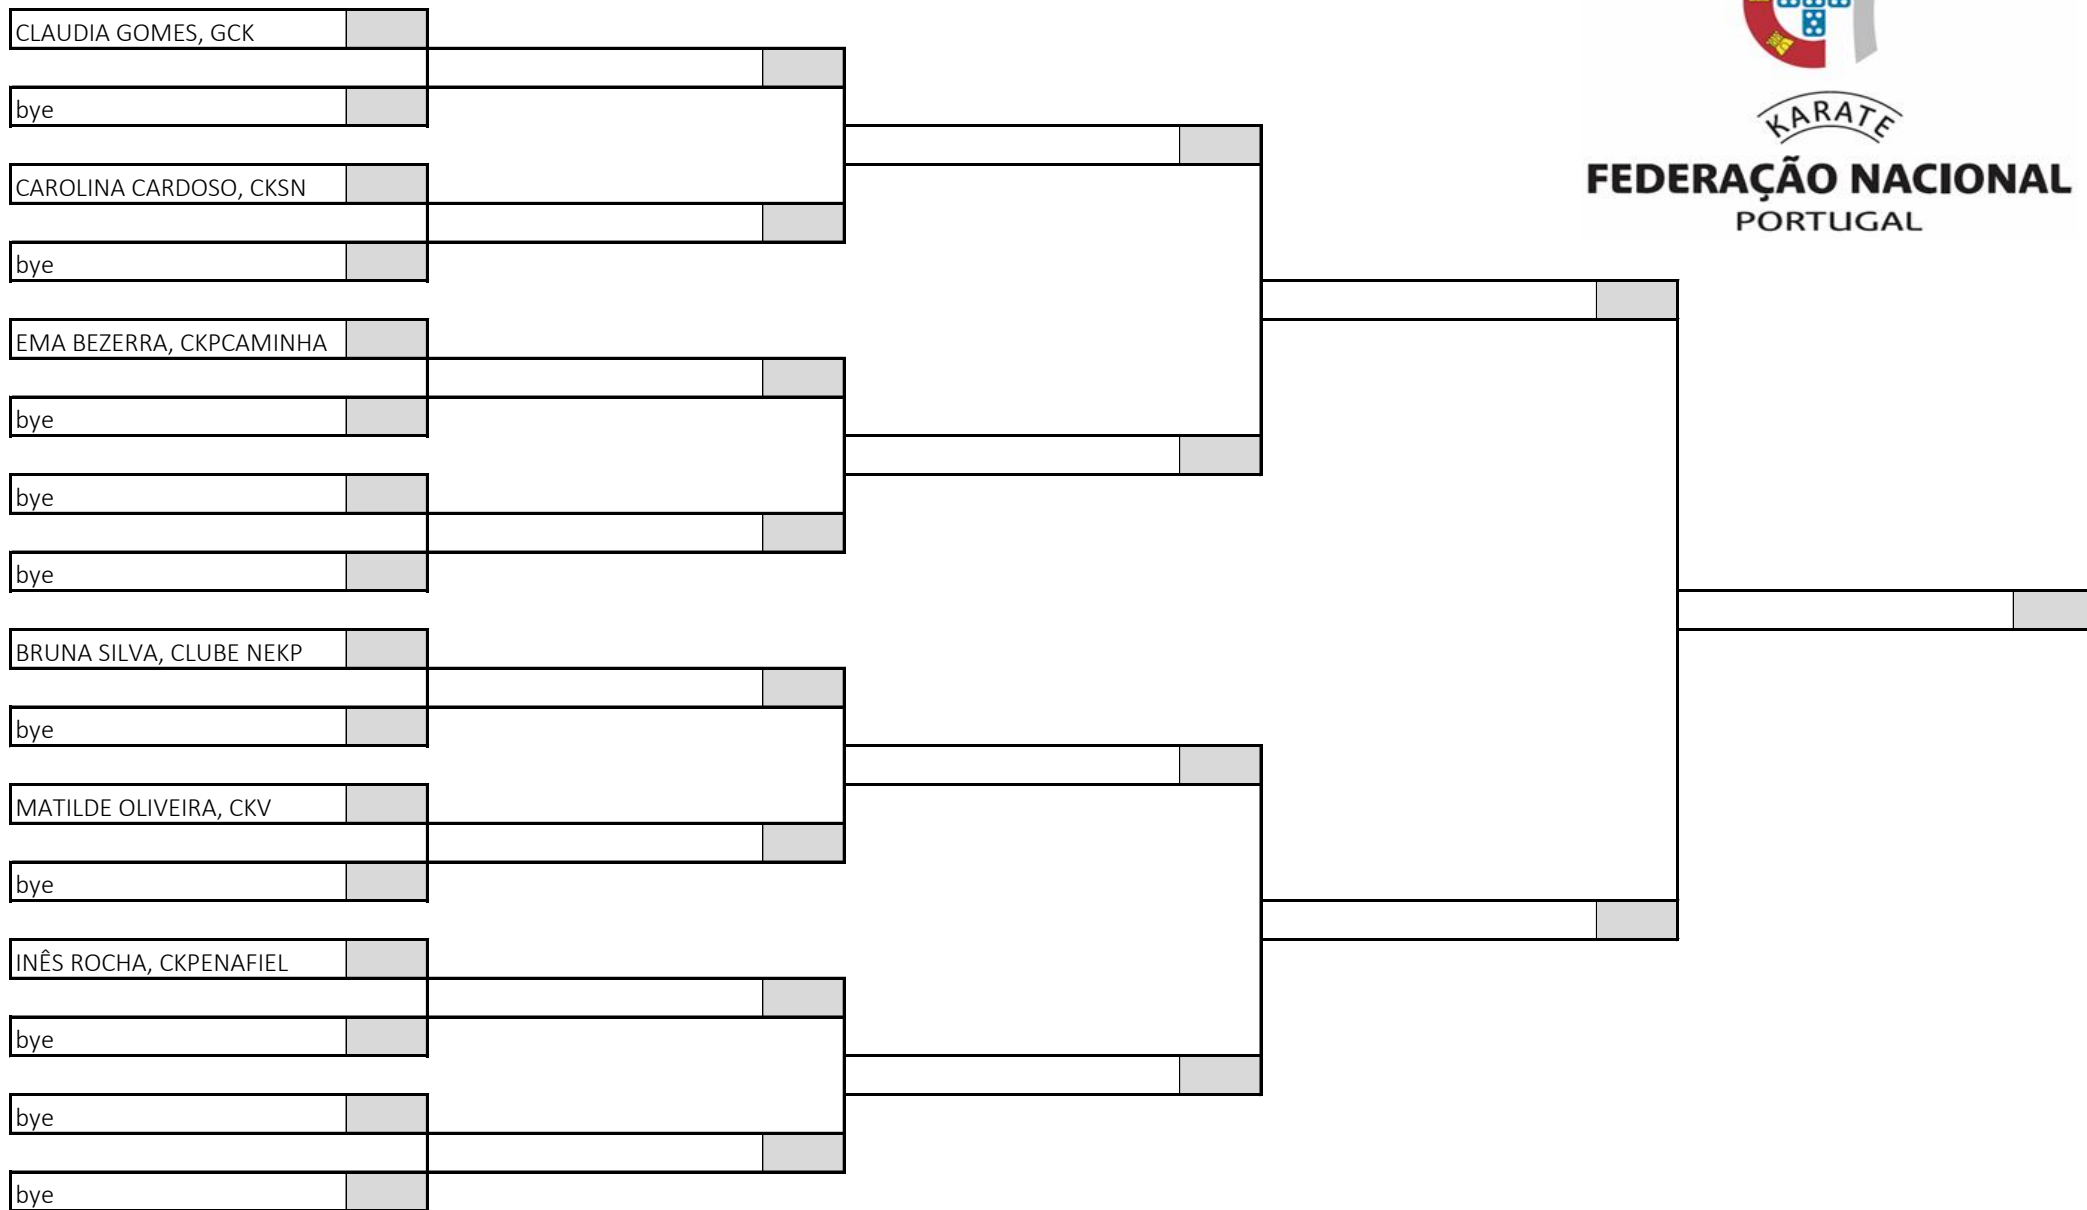 CLAUDIA GOMES, GCK
bye
CAROLINA CARDOSO, CKSN
bye
EMA BEZERRA, CKPCAMINHA
bye
bye
bye
BRUNA SILVA, CLUBE NEKP
bye
MATILDE OLIVEIRA, CKV
bye
INÊS ROCHA, CKPENAFIEL
bye
bye
bye
KARATE
FEDERAÇÃO NACIONAL
PORTUGAL